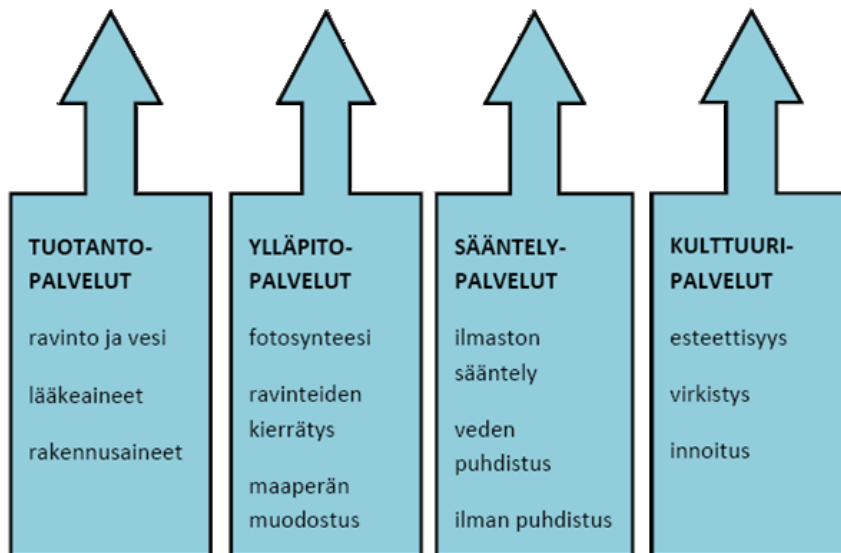 TUOTANTO-
PALVELUT
ravinto ja vesi
lääkeaineet
rakennusaineet
YLLÄPITO-
PALVELUT
fotosynteesi
ravinteiden
kierrätys
maaperän
muodostus
SÄÄNTELY-
PALVELUT
ilmaston
sääntely
veden
puhdistus
ilman puhdistus
KULTTUURI-
PALVELUT
esteettisyys
virkistys
innoitus